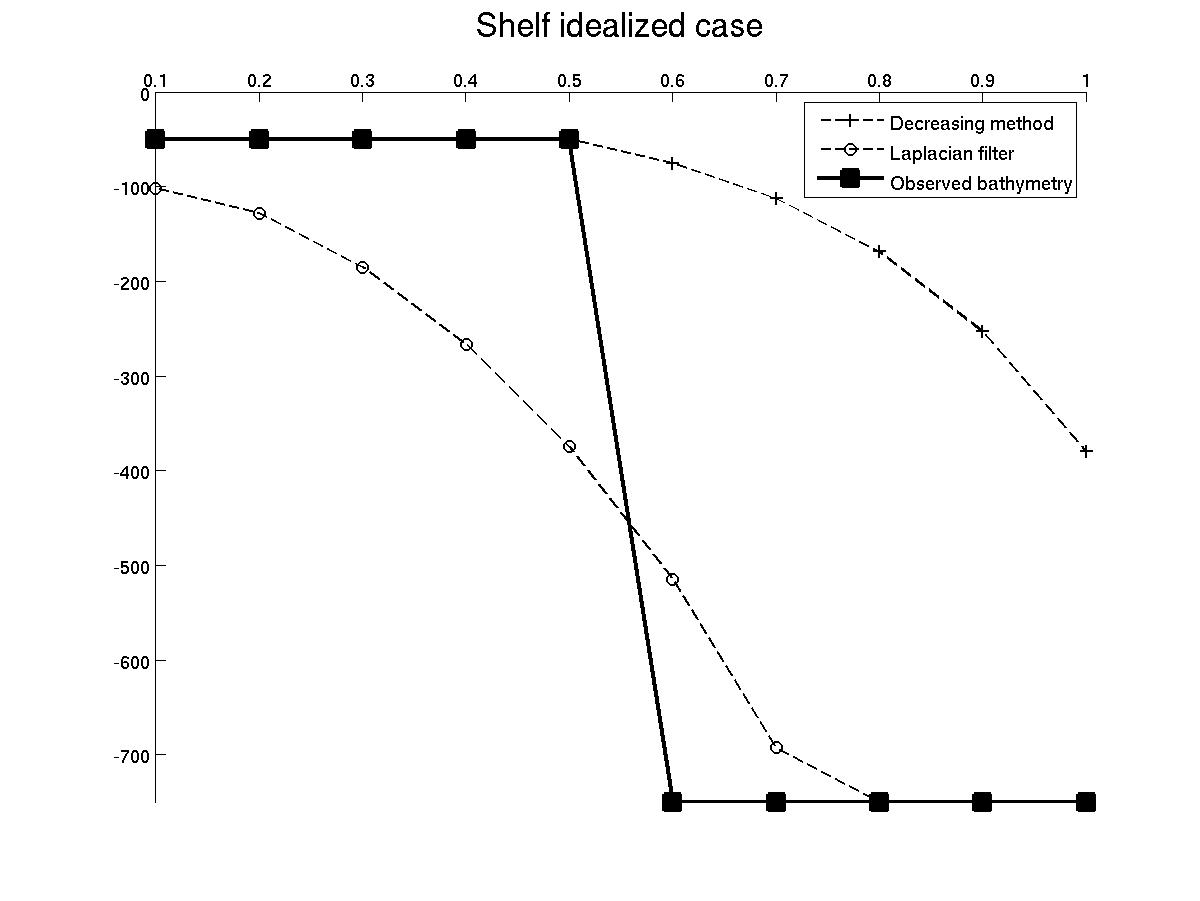 Shelf idealized case
0.1 0.2 0.3 0.4 0.5 0.6 0.7 0.8 0.9 1
0
Decreasing method
Laplacian filter
Observed bathymetry
-100
-200
-300
-400
-500
-600
-700